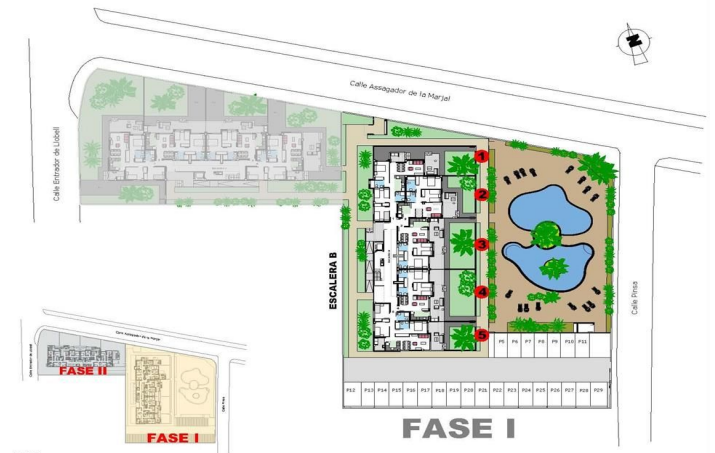 N
Calle Assagador de la Marjal
Calle Entrador de Llobell
1
2
3
4
5
ESCALERA B
Calle Pinsa
P5 P6 P7 P8 P9 P10 P11
P12 P13 P14 P15 P16 P17 P18 P19 P20 P21 P22 P23 P24 P25 P26 P27 P28 P29
FASE I
FASE II
FASE I